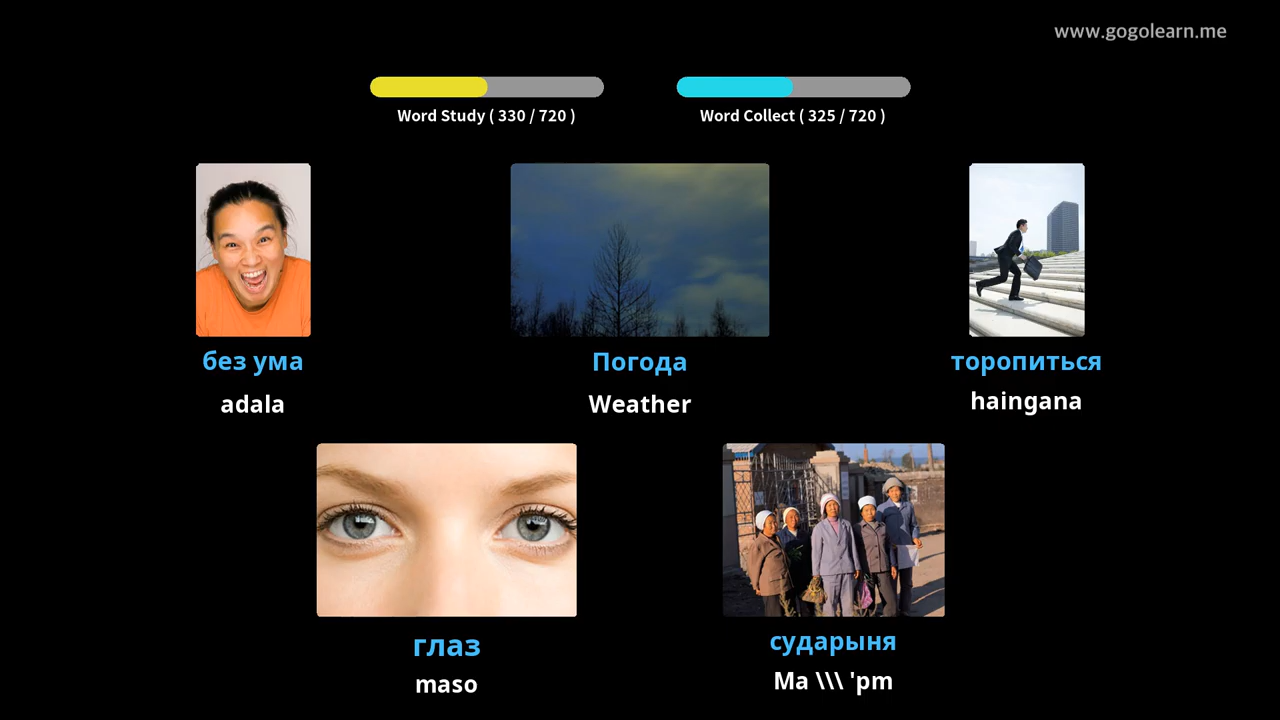 www.gogolearn.me
Word Study ( 330 / 720 )
Word Collect ( 325 / 720 )
без ума
adala
Погода
Weather
торопиться
haingana
глаз
maso
сударыня
Ma \\\ 'pm